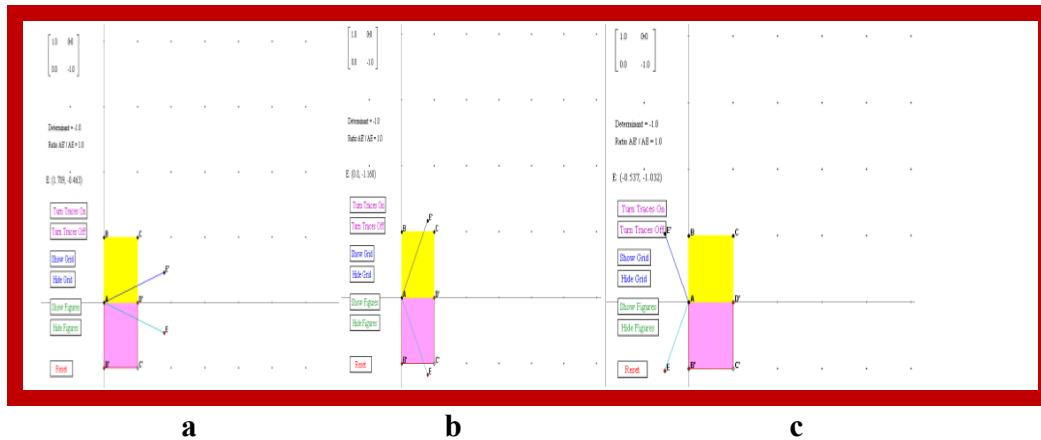 1.0 0.0
0.0 -1.0
Determinant = -1.0
Ratio AE' / AE = 1.0
E: (1.789, -0.463)
Turn Traces On
Turn Traces Off
B C
Show Grid
E'
Hide Grid
A D'
Show Figures
Hide Figures
E
Reset
B' C'
1.0 0.0
0.0 -1.0
Determinant = -1.0
Ratio AE' / AE = 1.0
E:
Turn Traces On
Turn Traces Off
E'
B C
Show Grid
Hide Grid
A D'
Show Figures
Hide Figures
Reset
B' C'
E
1.0 0.0
0.0 -1.0
Determinant = -1.0
Ratio AE' / AE = 1.0
E: (-0.537, -1.032)
Turn Traces On
Turn Traces Off
E'
B C
Show Grid
Hide Grid
A D'
Show Figures
Hide Figures
Reset
E
B' C'
a b c